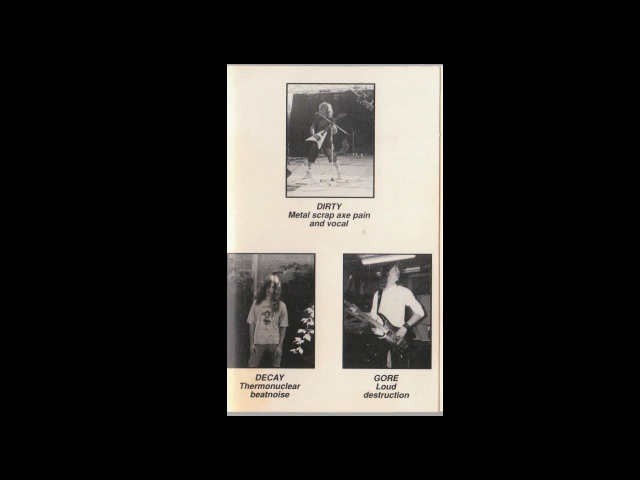 DIRTY
Metal scrap axe pain
and vocal
DECAY
Thermonuclear
beatnoise
GORE
Loud
destruction